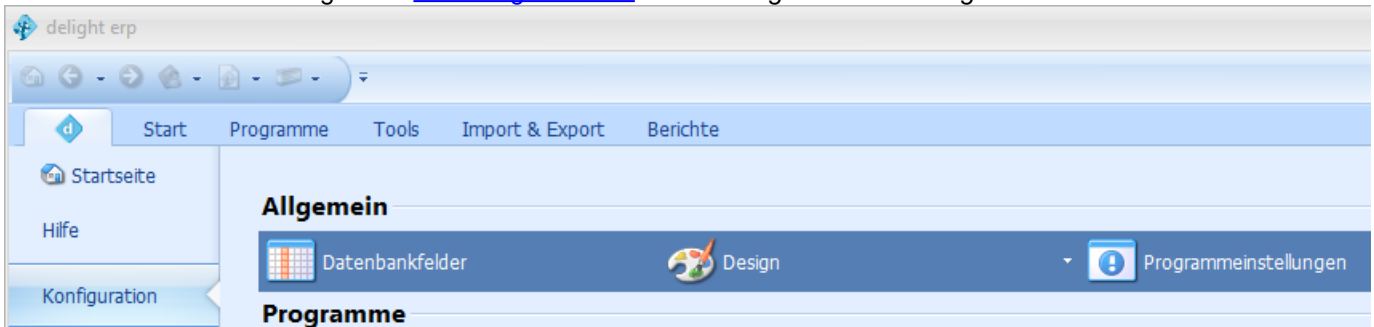 delight erp
Start Programme Tools Import & Export Berichte
Startseite
Allgemein
Hilfe
Datenbankfelder Design Programmeinstellungen
Konfiguration
Programme